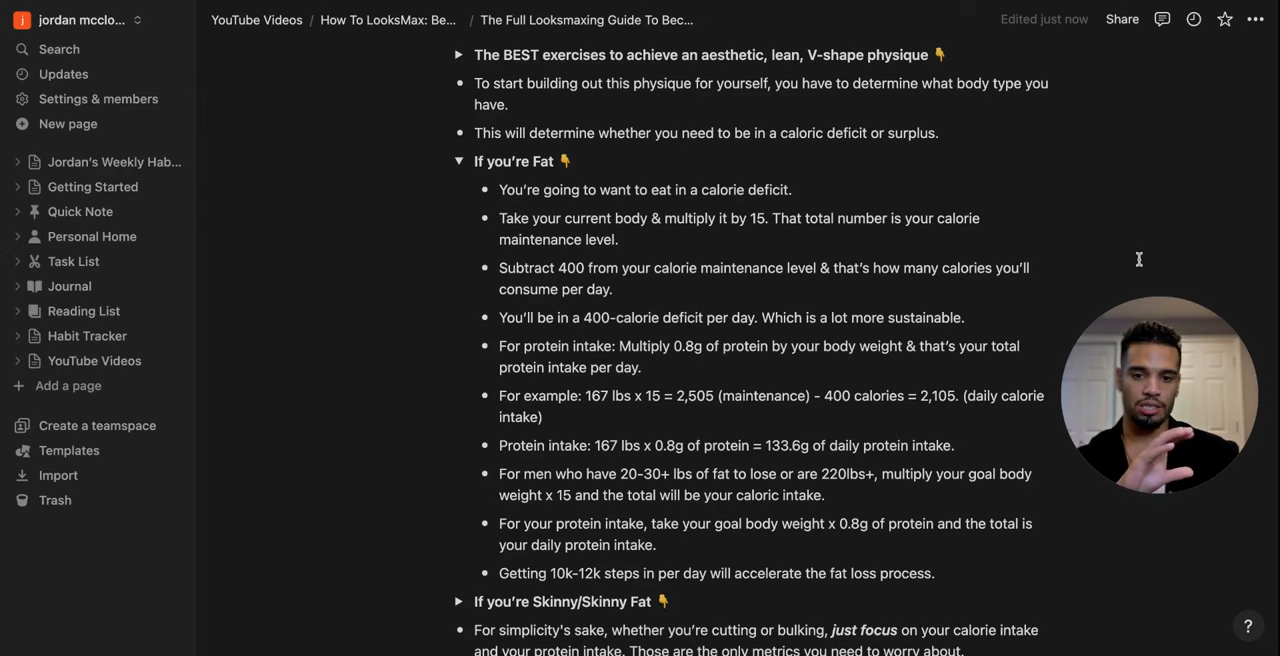 jordan mcclo...
Search
Updates
Settings & members
New page
Jordan's Weekly Hab...
Getting Started
Quick Note
Personal Home
Task List
Journal
Reading List
Habit Tracker
YouTube Videos
Add a page
Create a teamspace
Templates
Import
Trash
YouTube Videos / How To LooksMax: Be... / The Full Looksmaxing Guide To Bec...
Edited just now Share
The BEST exercises to achieve an aesthetic, lean, V-shape physique 👇
To start building out this physique for yourself, you have to determine what body type you
have.
This will determine whether you need to be in a caloric deficit or surplus.
If you're Fat 👇
You're going to want to eat in a calorie deficit.
Take your current body & multiply it by 15. That total number is your calorie
maintenance level.
Subtract 400 from your calorie maintenance level & that's how many calories you'll
consume per day.
You'll be in a 400-calorie deficit per day. Which is a lot more sustainable.
For protein intake: Multiply 0.8g of protein by your body weight & that's your total
protein intake per day.
For example: 167 lbs x 15 = 2,505 (maintenance) - 400 calories = 2,105. (daily calorie
intake)
Protein intake: 167 lbs x 0.8g of protein = 133.6g of daily protein intake.
For men who have 20-30+ lbs of fat to lose or are 220lbs+, multiply your goal body
weight x 15 and the total will be your caloric intake.
For your protein intake, take your goal body weight x 0.8g of protein and the total is
your daily protein intake.
Getting 10k-12k steps in per day will accelerate the fat loss process.
If you're Skinny/Skinny Fat 👇
For simplicity's sake, whether you're cutting or bulking, just focus on your calorie intake
and your protein intake. Those are the only metrics you need to worry about.
?